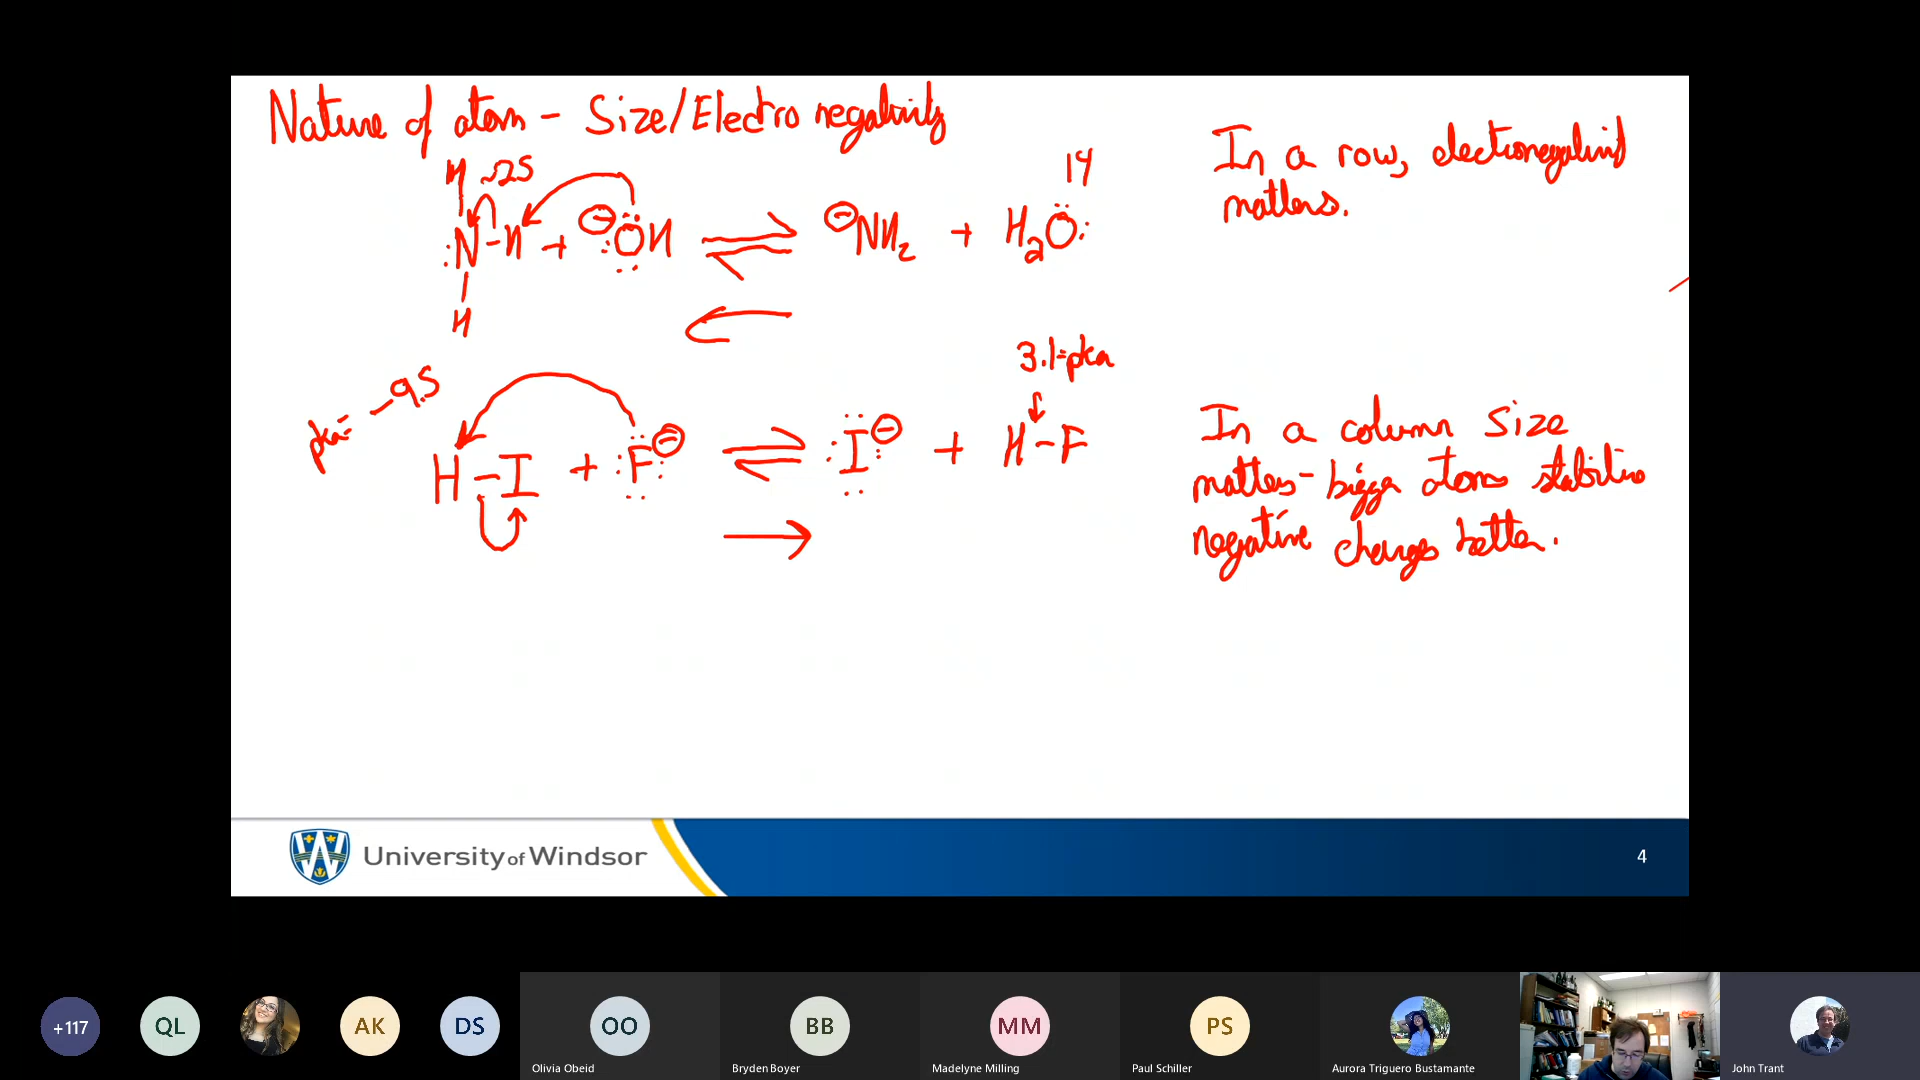 Nature of atom - Size/Electronegativity
In a row, electronegativity
matters.
H
~25
14
:N-H + ⊖:ÖH ⇌ ⊖NH₂ + H₂Ö:
H
3.1=pka
pka= -9.5
H-I + :F:⊖ ⇌ :I:⊖ + H-F
In a column size
matters - bigger atoms stabilize
negative charges better.
University of Windsor
4
+117
QL
AK
DS
OO
BB
MM
PS
Olivia Obeid
Bryden Boyer
Madelyne Milling
Paul Schiller
Aurora Triguero Bustamante
John Trant